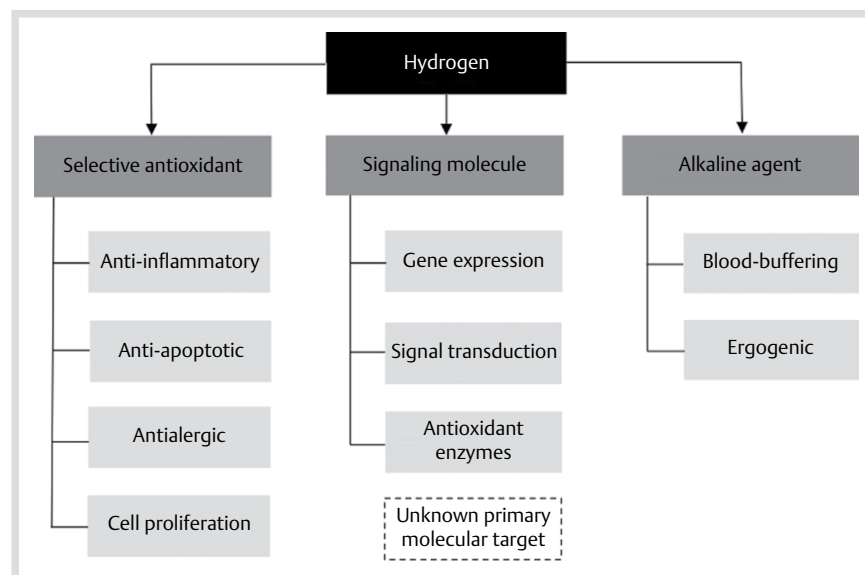 Hydrogen
Selective antioxidant
Anti-inflammatory
Anti-apoptotic
Antialergic
Cell proliferation
Signaling molecule
Gene expression
Signal transduction
Antioxidant
enzymes
Unknown primary
molecular target
Alkaline agent
Blood-buffering
Ergogenic